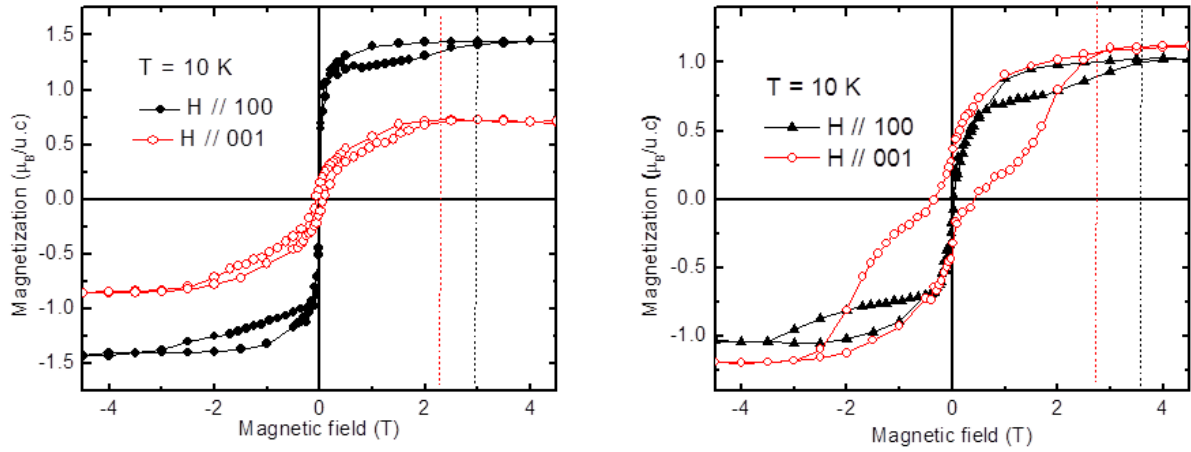 Magnetization (μB/u.c)
1.5
1.0
0.5
0.0
-0.5
-1.0
-1.5
T = 10 K
H // 100
H // 001
-4 -2 0 2 4
Magnetic field (T)
Magnetization (μB/u.c)
1.0
0.5
0.0
-0.5
-1.0
T = 10 K
H // 100
H // 001
-4 -2 0 2 4
Magnetic field (T)